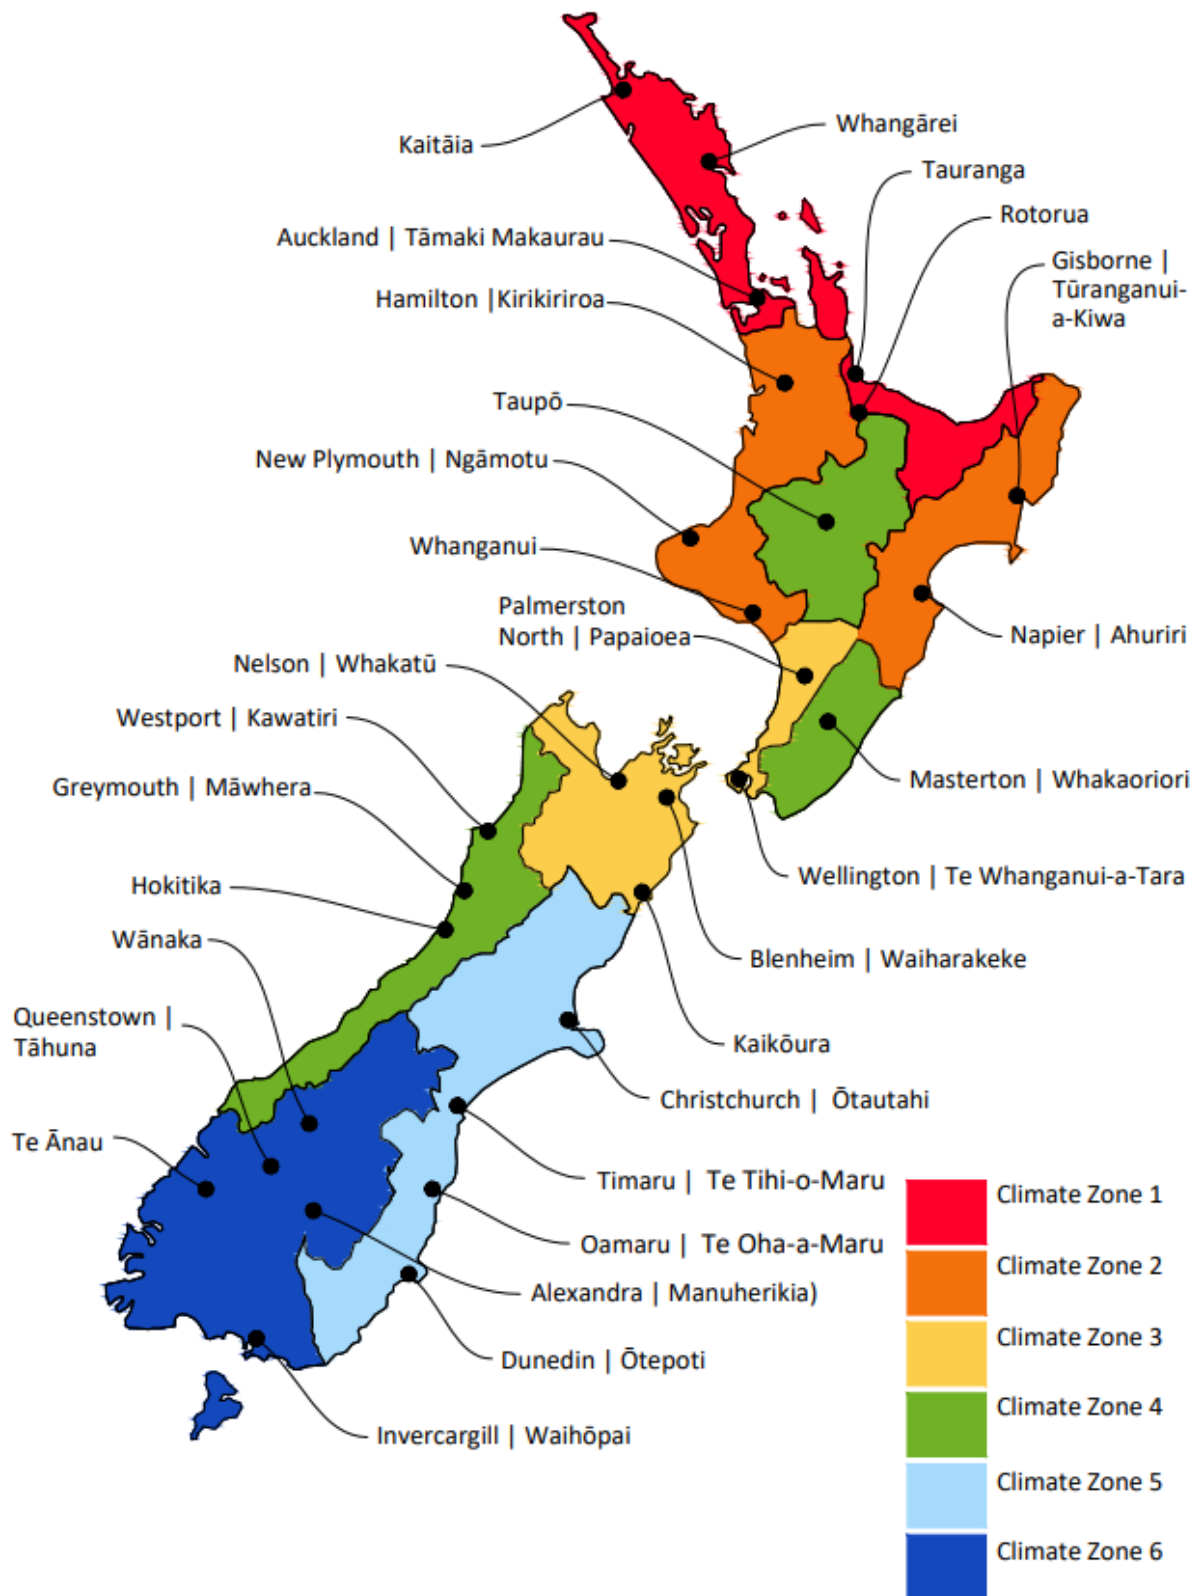 Kaitāia
Whangārei
Tauranga
Rotorua
Auckland | Tāmaki Makaurau
Gisborne |
Tūranganui-
a-Kiwa
Hamilton |Kirikiriroa
Taupō
New Plymouth | Ngāmotu
Whanganui
Palmerston
North | Papaioea
Napier | Ahuriri
Nelson | Whakatū
Westport | Kawatiri
Greymouth | Māwhera
Masterton | Whakaoriori
Hokitika
Wellington | Te Whanganui-a-Tara
Wānaka
Blenheim | Waiharakeke
Queenstown |
Tāhuna
Kaikōura
Christchurch | Ōtautahi
Te Ānau
Timaru | Te Tihi-o-Maru
Oamaru | Te Oha-a-Maru
Alexandra | Manuherikia)
Dunedin | Ōtepoti
Invercargill | Waihōpai
Climate Zone 1
Climate Zone 2
Climate Zone 3
Climate Zone 4
Climate Zone 5
Climate Zone 6